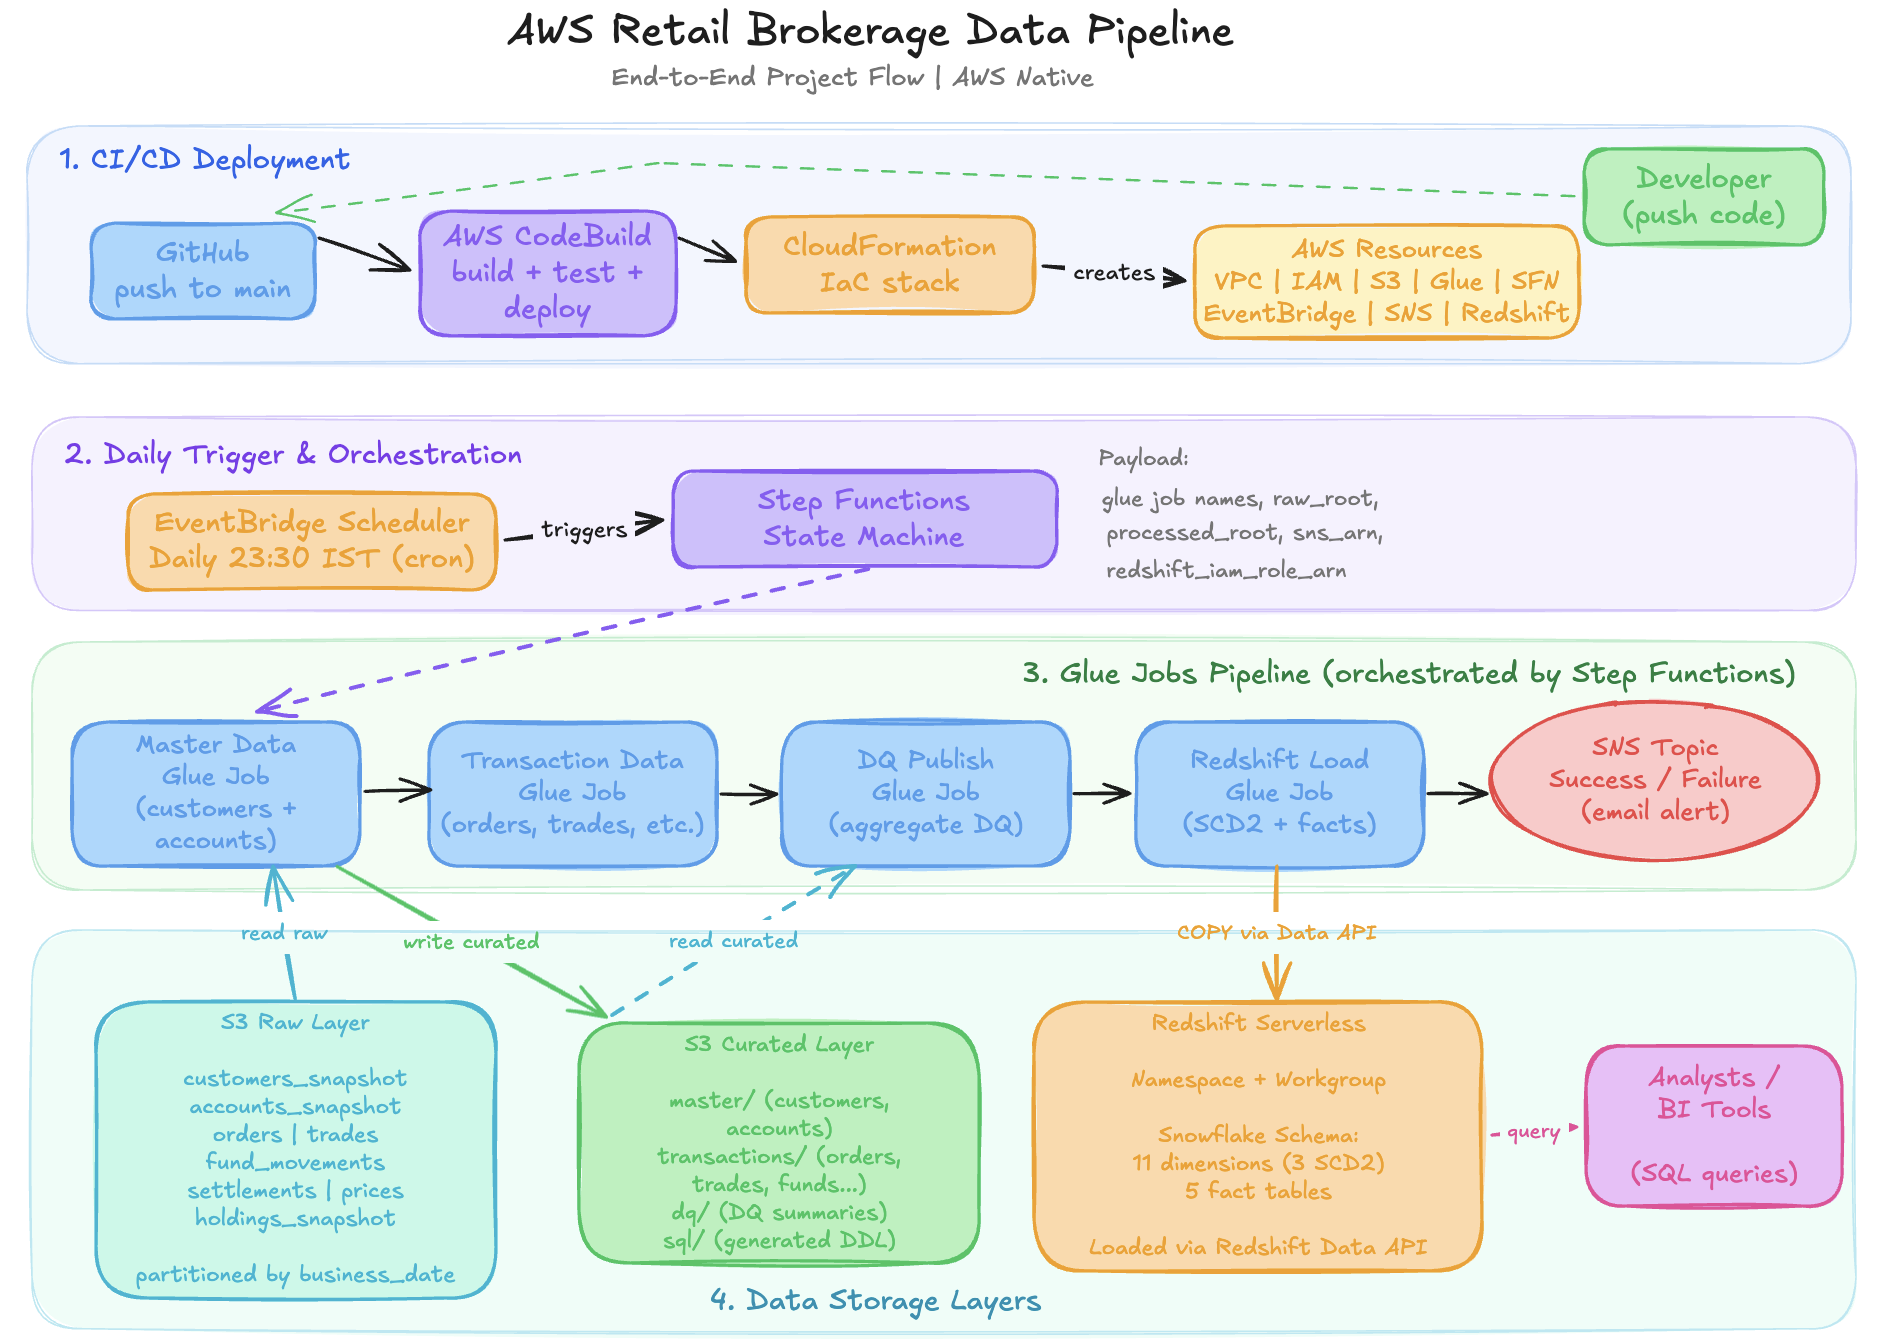 AWS Retail Brokerage Data Pipeline
End-to-End Project Flow | AWS Native
1. CI/CD Deployment
Developer
(push code)
GitHub
push to main
AWS CodeBuild
build + test +
deploy
CloudFormation
IaC stack
creates
AWS Resources
VPC | IAM | S3 | Glue | SFN
EventBridge | SNS | Redshift
2. Daily Trigger & Orchestration
EventBridge Scheduler
Daily 23:30 IST (cron)
triggers
Step Functions
State Machine
Payload:
glue job names, raw_root,
processed_root, sns_arn,
redshift_iam_role_arn
3. Glue Jobs Pipeline (orchestrated by Step Functions)
Master Data
Glue Job
(customers +
accounts)
Transaction Data
Glue Job
(orders, trades, etc.)
DQ Publish
Glue Job
(aggregate DQ)
Redshift Load
Glue Job
(SCD2 + facts)
SNS Topic
Success / Failure
(email alert)
read raw
write curated
read curated
COPY via Data API
S3 Raw Layer
customers_snapshot
accounts_snapshot
orders | trades
fund_movements
settlements | prices
holdings_snapshot
partitioned by business_date
S3 Curated Layer
master/ (customers,
accounts)
transactions/ (orders,
trades, funds...)
dq/ (DQ summaries)
sql/ (generated DDL)
Redshift Serverless
Namespace + Workgroup
Snowflake Schema:
11 dimensions (3 SCD2)
5 fact tables
Loaded via Redshift Data API
query
Analysts /
BI Tools
(SQL queries)
4. Data Storage Layers